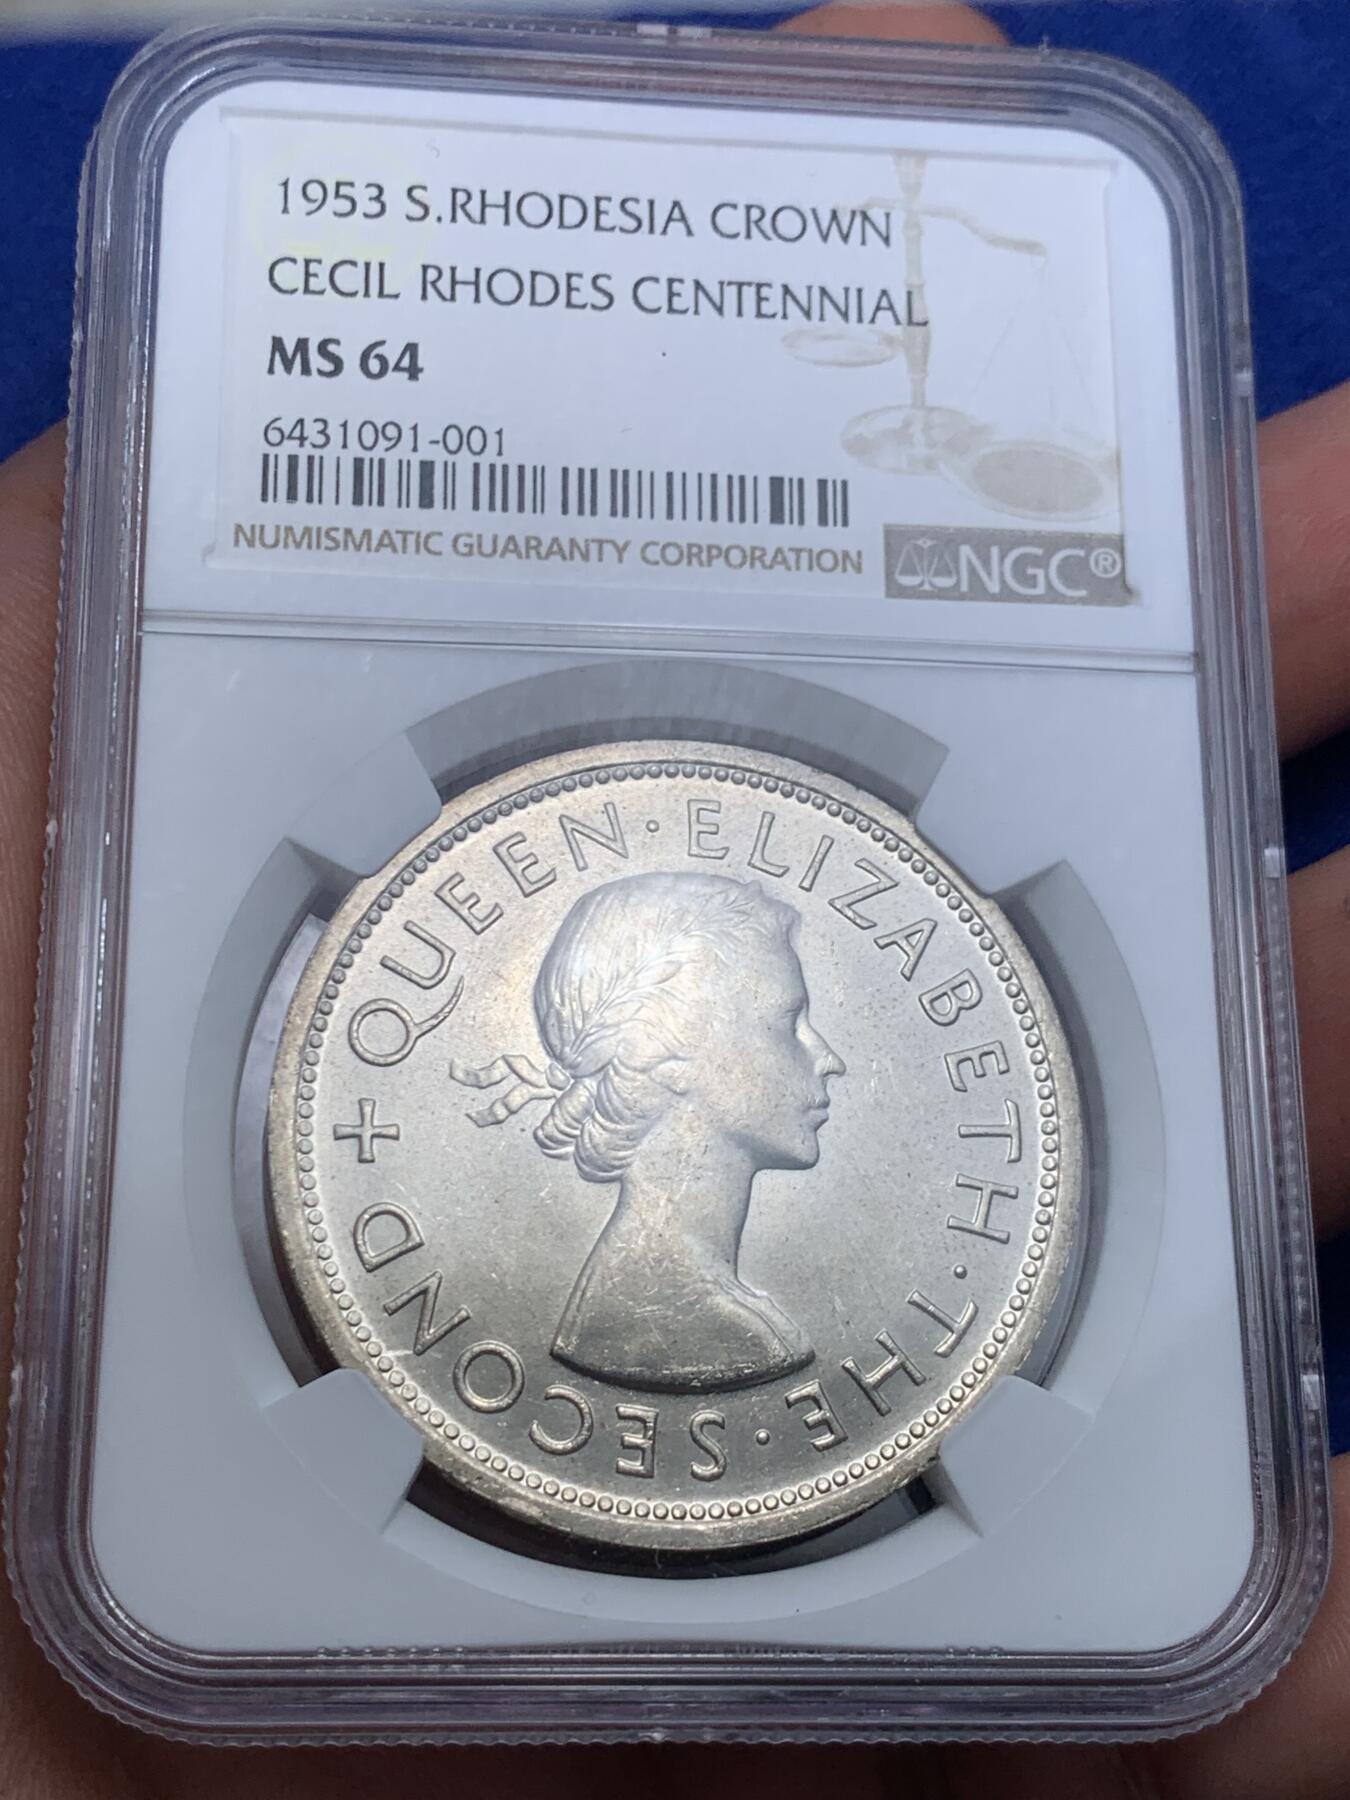 1953 S.RHODESIA CROWN
CECIL RHODES CENTENNIAL
MS 64
6431091-001
NUMISMATIC GUARANTY CORPORATION
NGC®
+ QUEEN · ELIZABETH · THE · SECOND